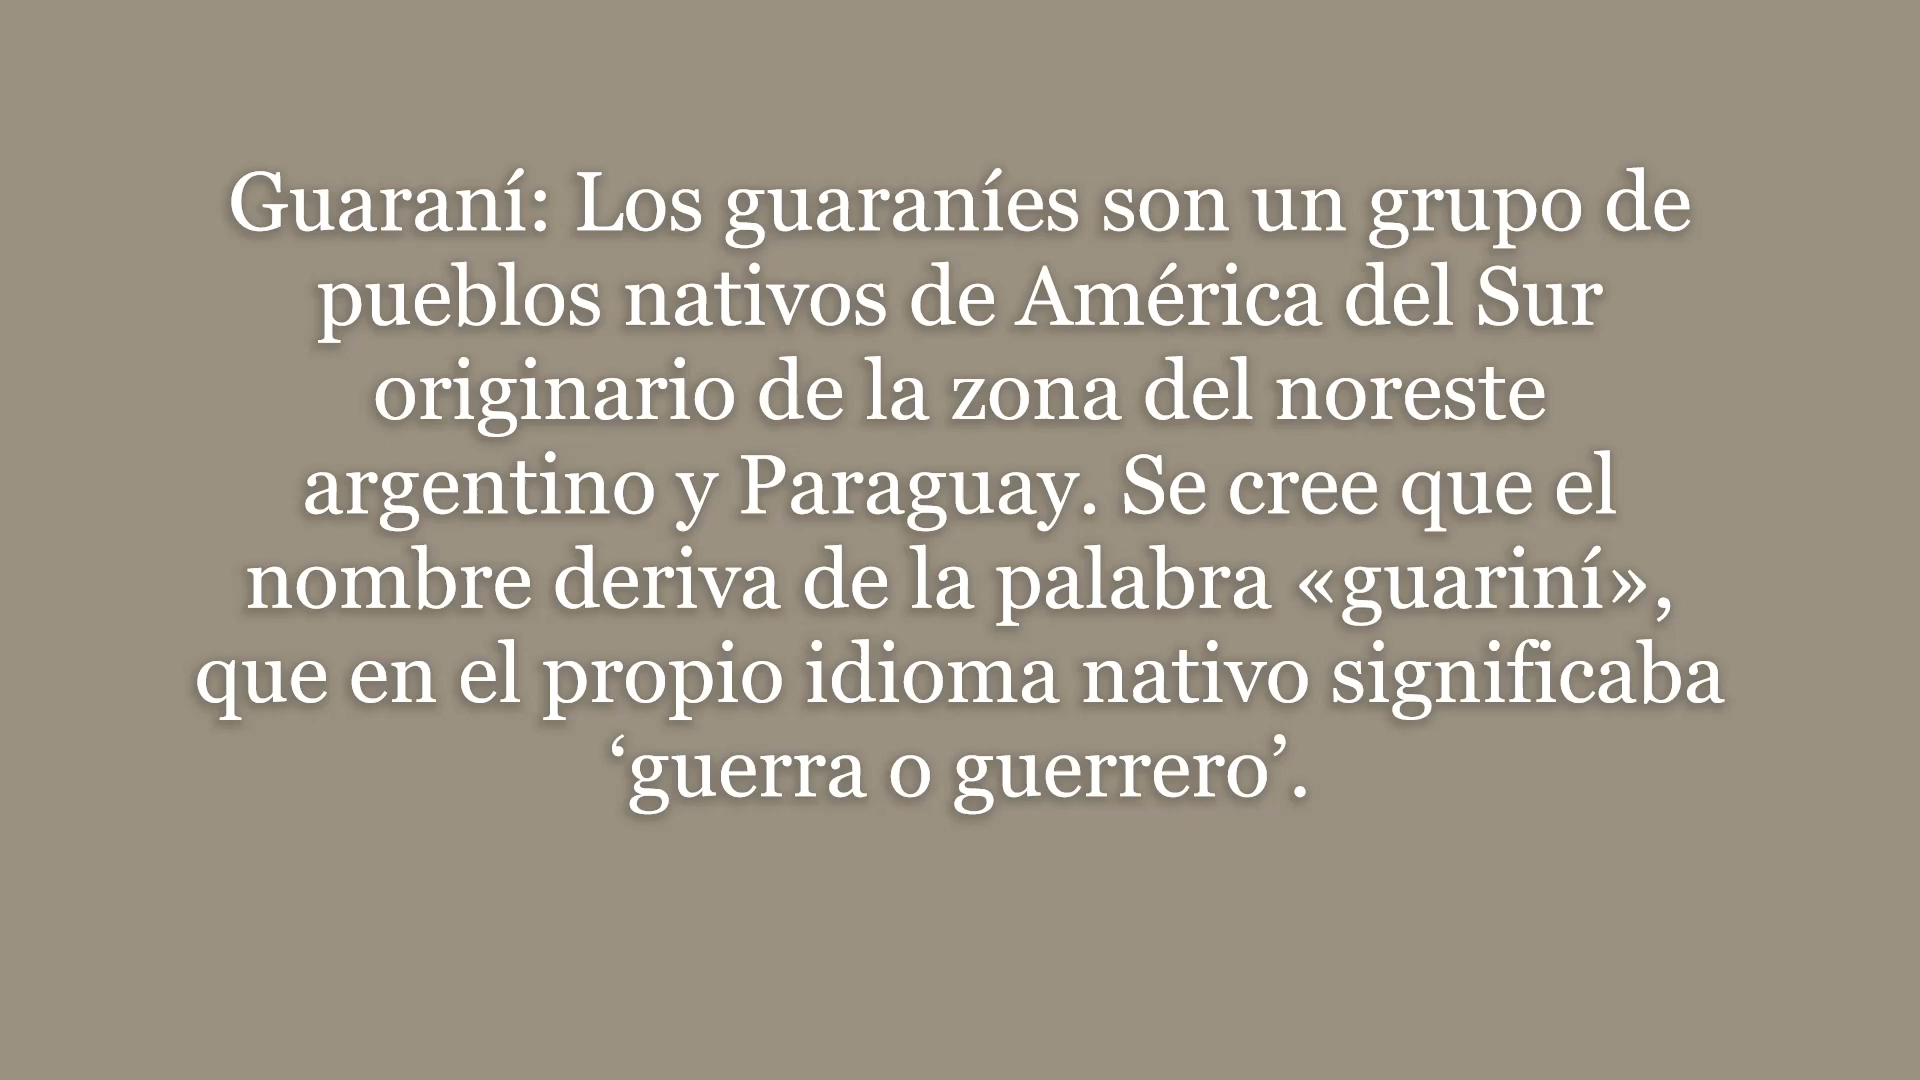 Guaraní: Los guaraníes son un grupo de
pueblos nativos de América del Sur
originario de la zona del noreste
argentino y Paraguay. Se cree que el
nombre deriva de la palabra «guariní»,
que en el propio idioma nativo significaba
‘guerra o guerrero’.